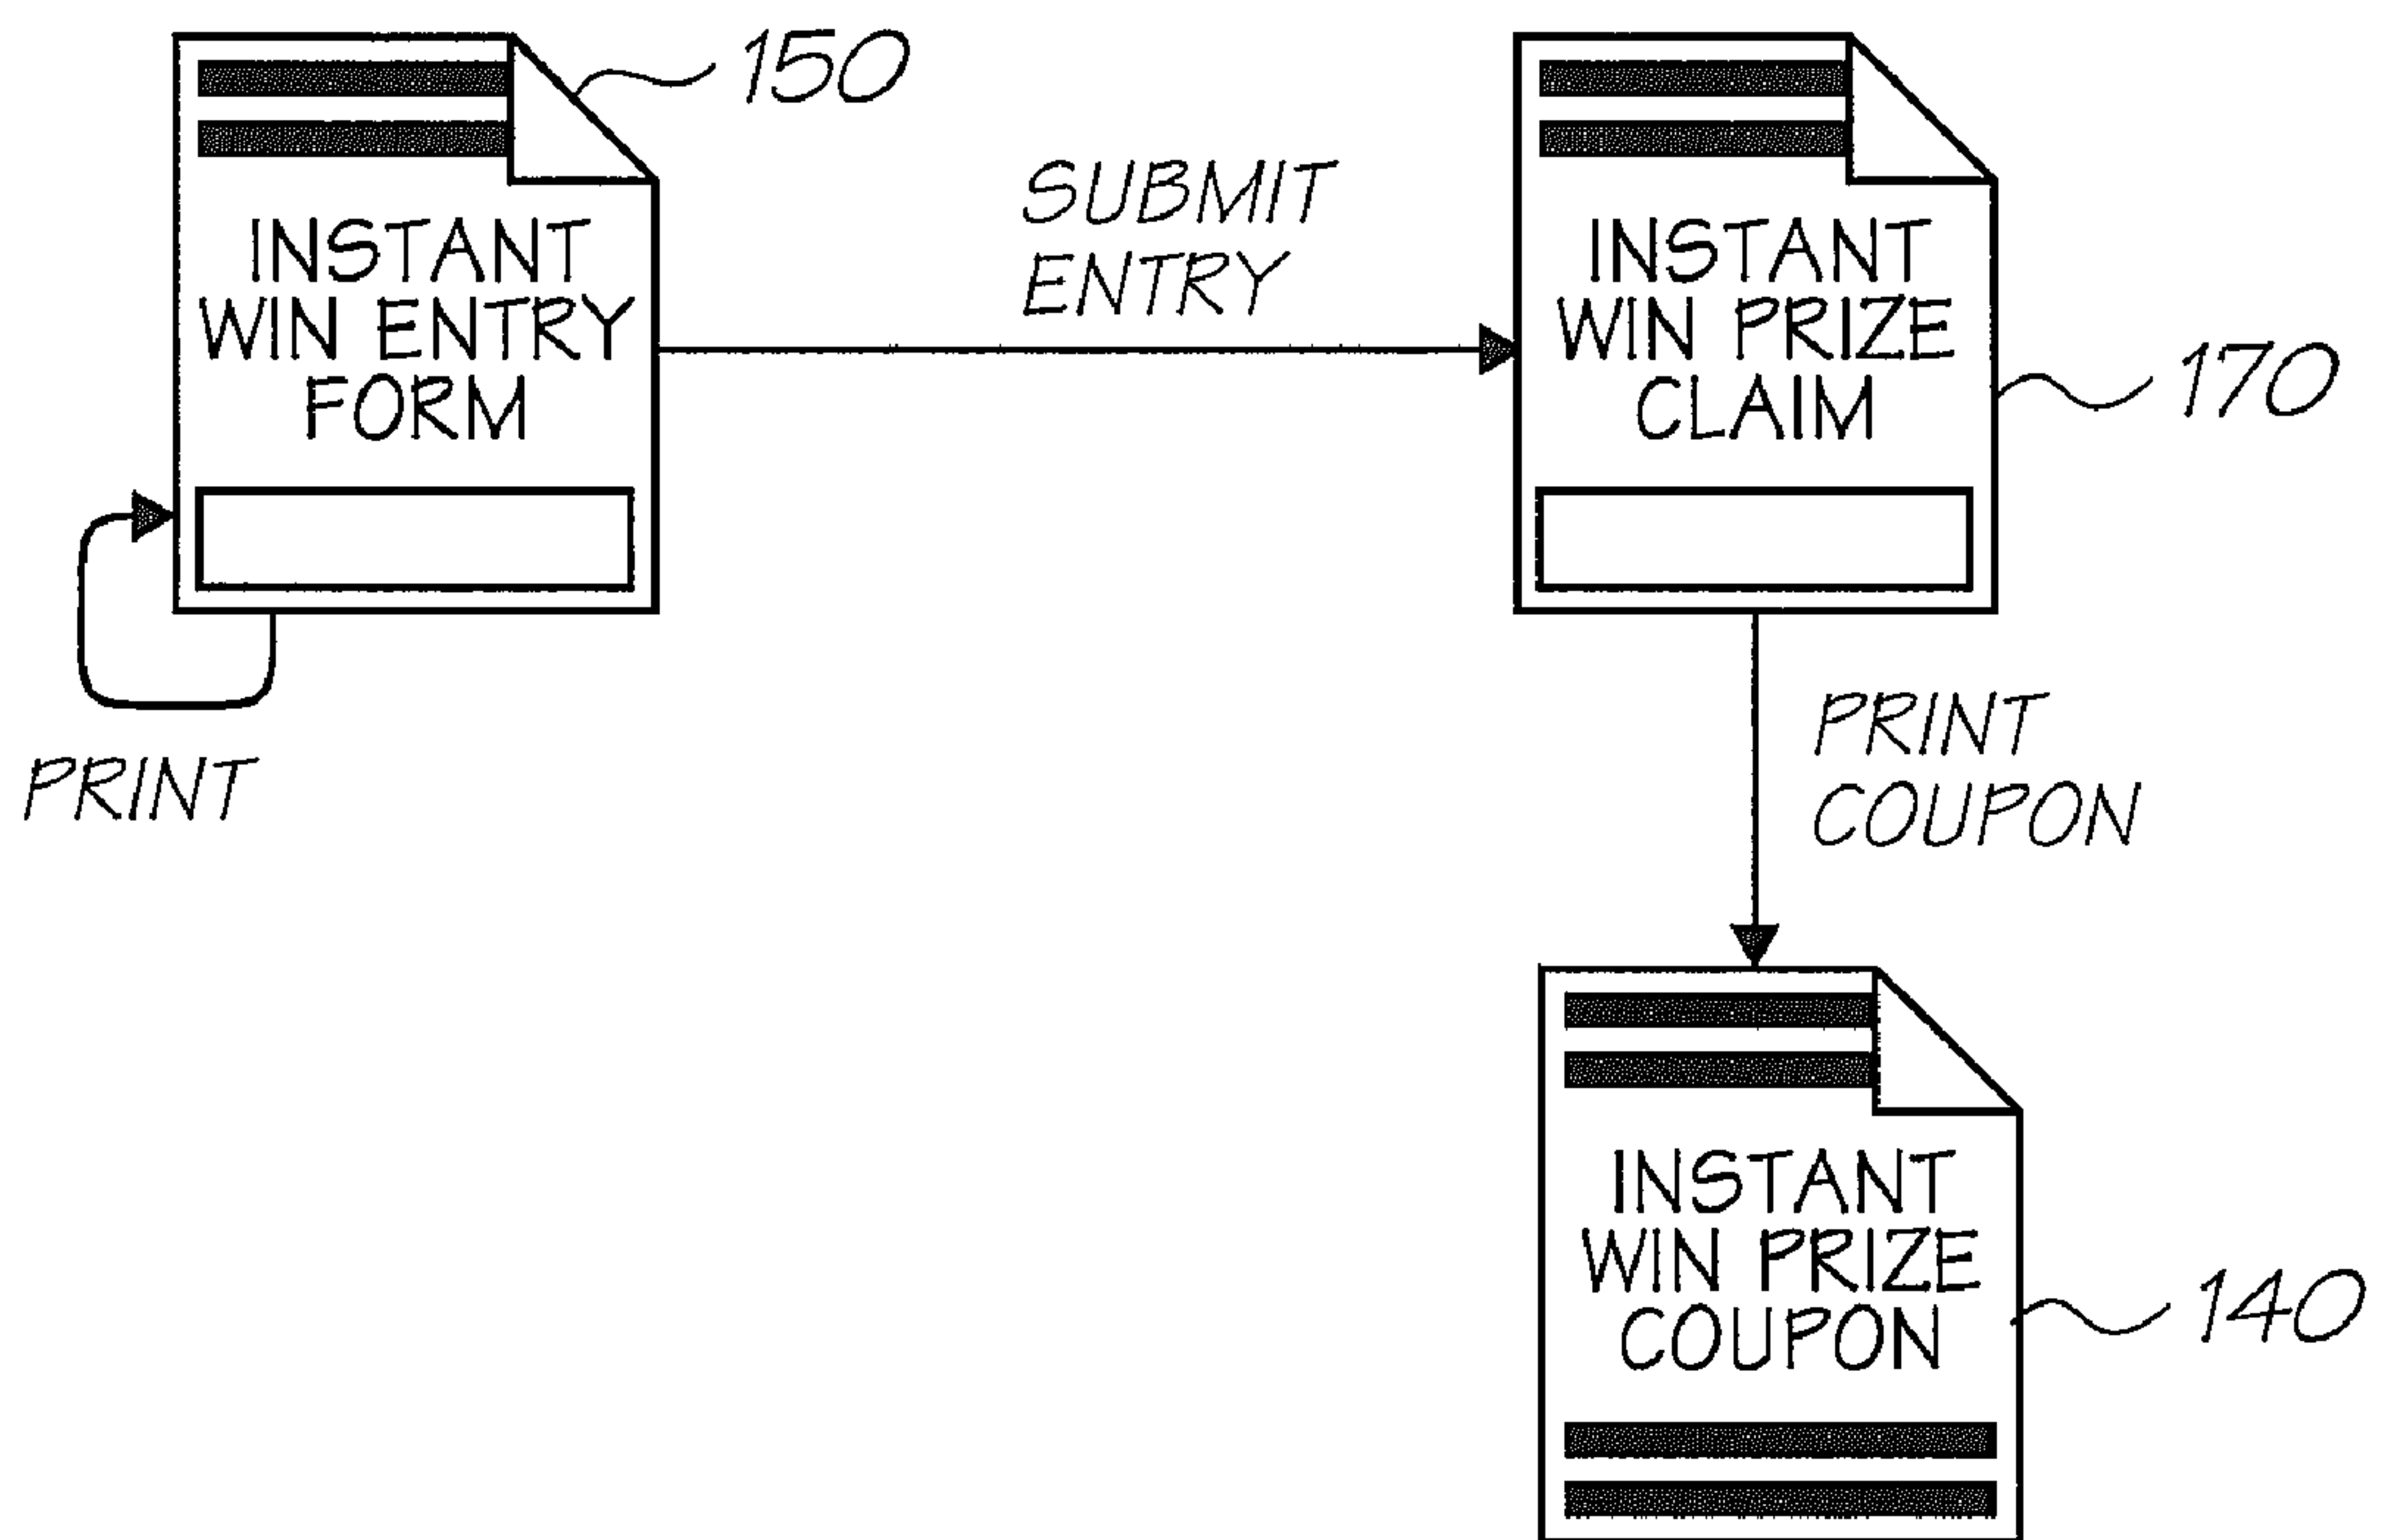 150
INSTANT
WIN ENTRY
FORM
PRINT
SUBMIT
ENTRY
INSTANT
WIN PRIZE
CLAIM
170
PRINT
COUPON
INSTANT
WIN PRIZE
COUPON
140